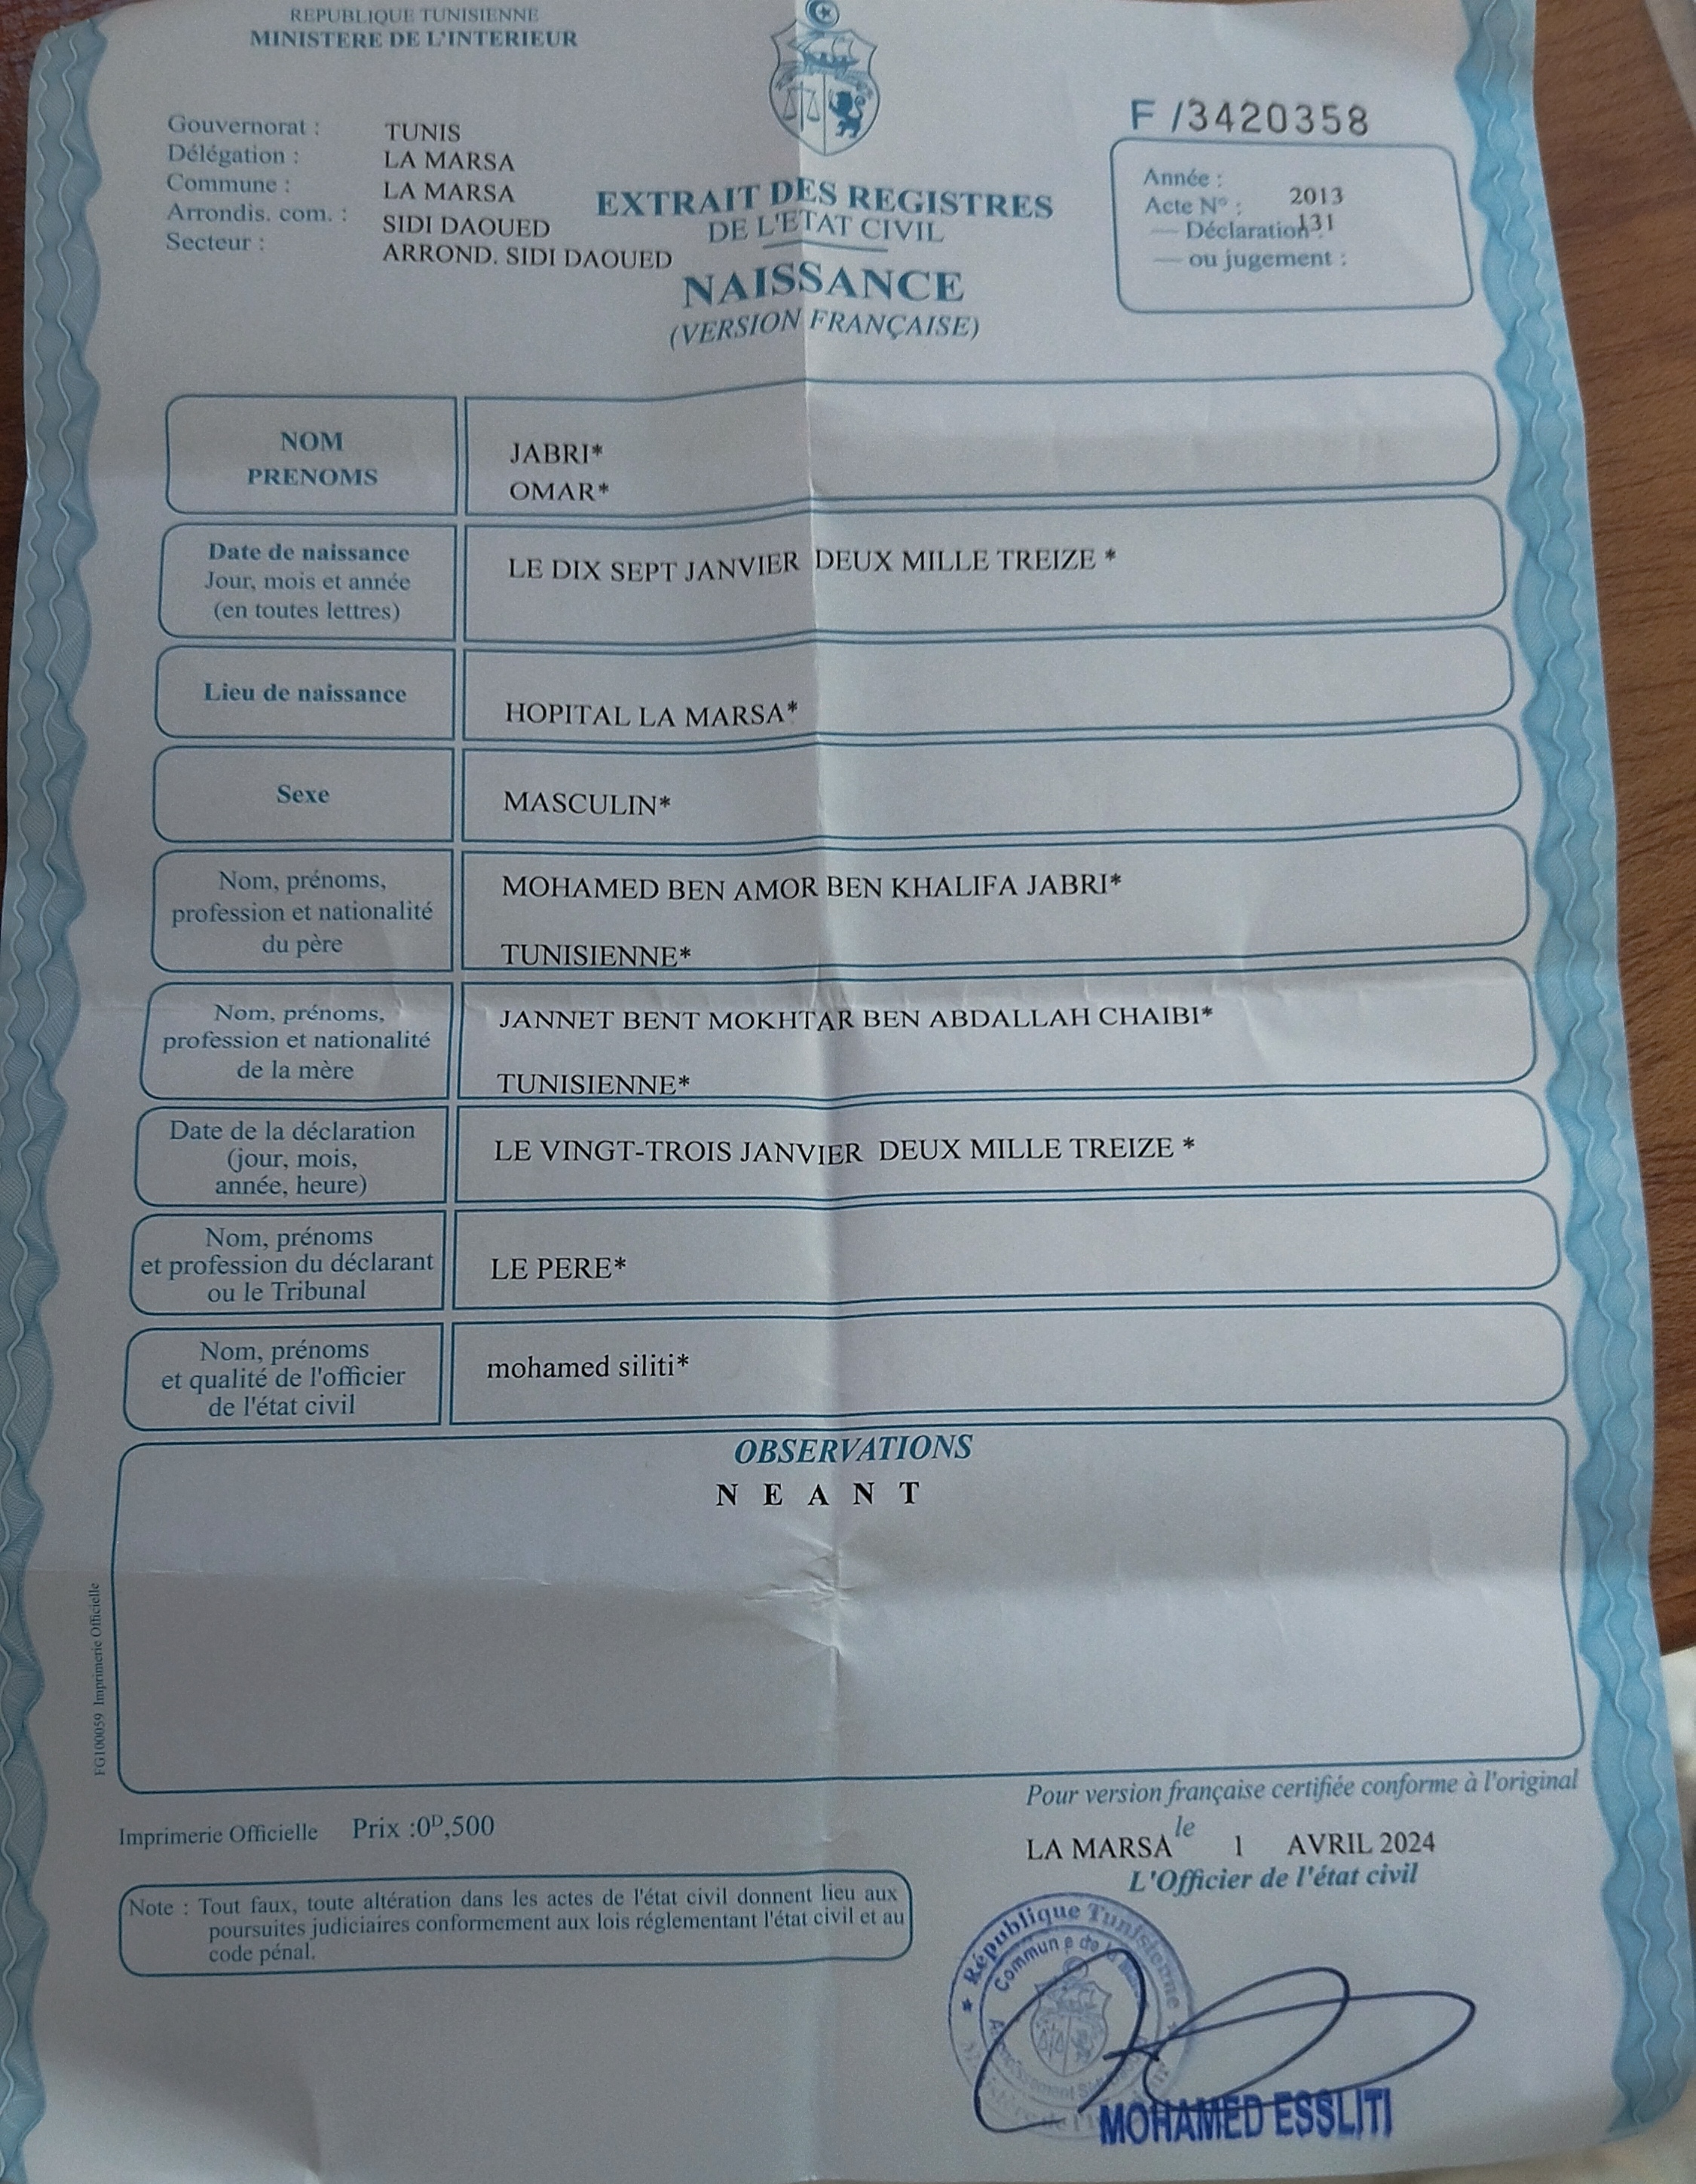 REPUBLIQUE TUNISIENNE
MINISTERE DE L'INTERIEUR
Gouvernorat : TUNIS
Délégation : LA MARSA
Commune : LA MARSA
Arrondis. com. : SIDI DAOUED
Secteur : ARROND. SIDI DAOUED
EXTRAIT DES REGISTRES
DE L'ETAT CIVIL
NAISSANCE
(VERSION FRANÇAISE)
F /3420358
Année : 2013
Acte N° :
— Déclaration : 131
— ou jugement :
NOM JABRI*
PRENOMS OMAR*
Date de naissance
Jour, mois et année
(en toutes lettres)
LE DIX SEPT JANVIER DEUX MILLE TREIZE *
Lieu de naissance
HOPITAL LA MARSA*
Sexe
MASCULIN*
Nom, prénoms,
profession et nationalité
du père
MOHAMED BEN AMOR BEN KHALIFA JABRI*
TUNISIENNE*
Nom, prénoms,
profession et nationalité
de la mère
JANNET BENT MOKHTAR BEN ABDALLAH CHAIBI*
TUNISIENNE*
Date de la déclaration
(jour, mois,
année, heure)
LE VINGT-TROIS JANVIER DEUX MILLE TREIZE *
Nom, prénoms
et profession du déclarant
ou le Tribunal
LE PERE*
Nom, prénoms
et qualité de l'officier
de l'état civil
mohamed siliti*
OBSERVATIONS
N E A N T
FG100059 Imprimerie Officielle
Pour version française certifiée conforme à l'original
Imprimerie Officielle Prix :0ᴰ,500
LA MARSA le 1 AVRIL 2024
L'Officier de l'état civil
Note : Tout faux, toute altération dans les actes de l'état civil donnent lieu aux
poursuites judiciaires conformement aux lois réglementant l'état civil et au
code pénal.
République Tunisienne
Commune de la
MOHAMED ESSLITI